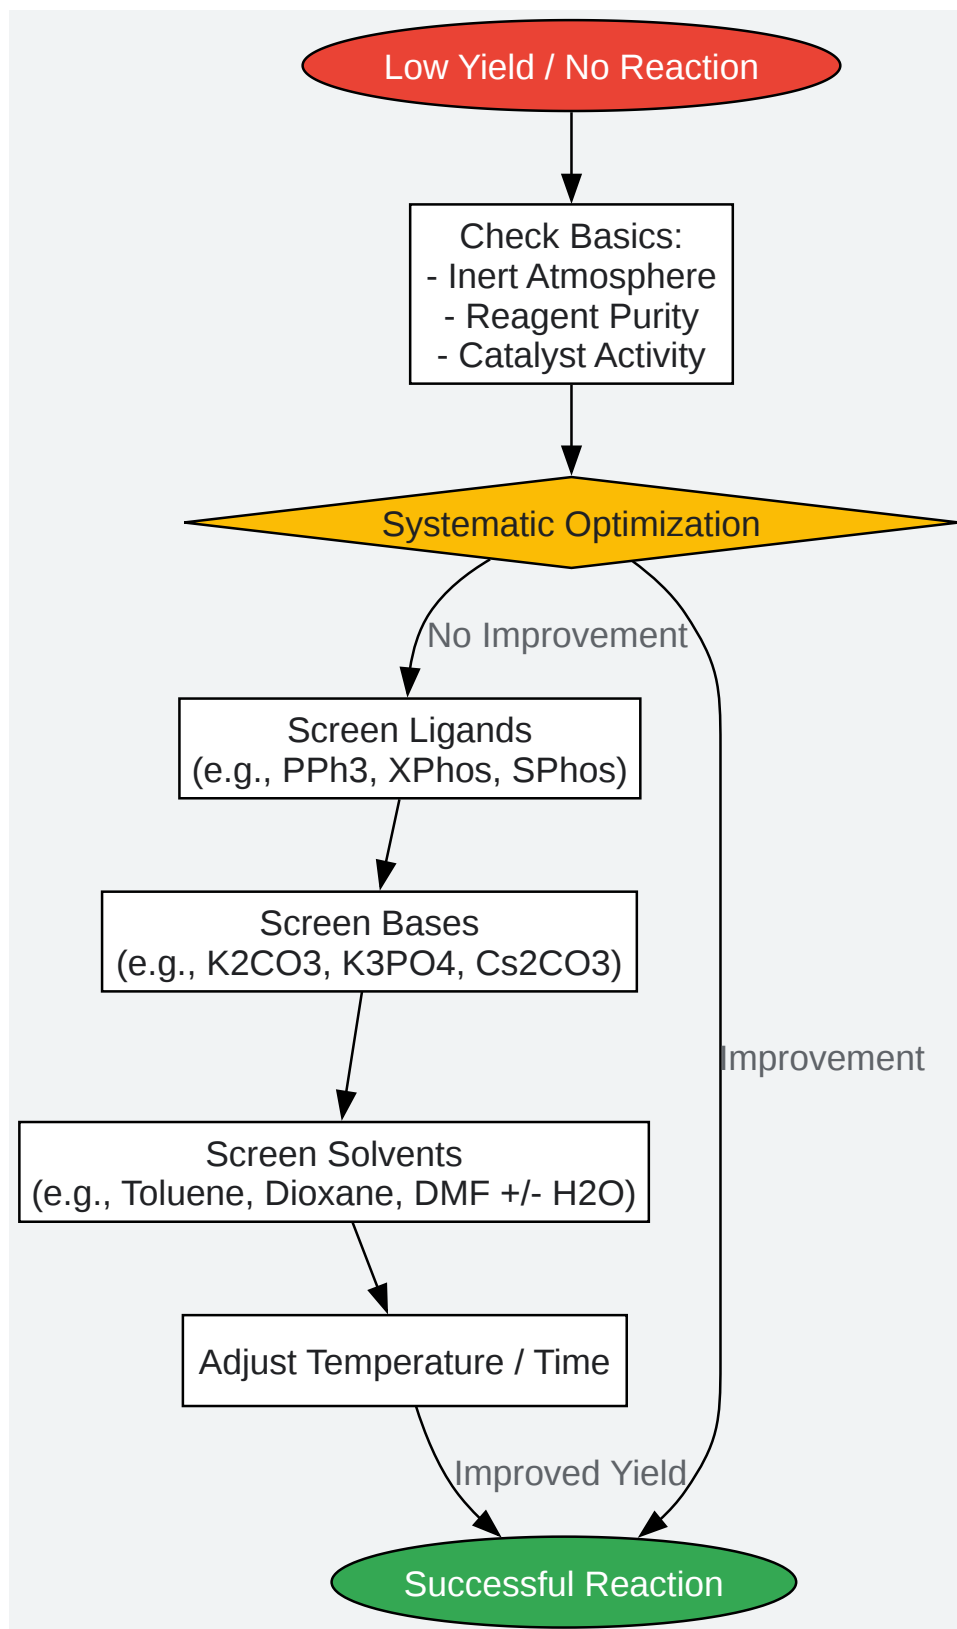 Low Yield / No Reaction
Check Basics:
- Inert Atmosphere
- Reagent Purity
- Catalyst Activity
Systematic Optimization
No Improvement
Screen Ligands
(e.g., PPh3, XPhos, SPhos)
Screen Bases
(e.g., K2CO3, K3PO4, Cs2CO3)
Improvement
Screen Solvents
(e.g., Toluene, Dioxane, DMF +/- H2O)
Adjust Temperature / Time
Improved Yield
Successful Reaction